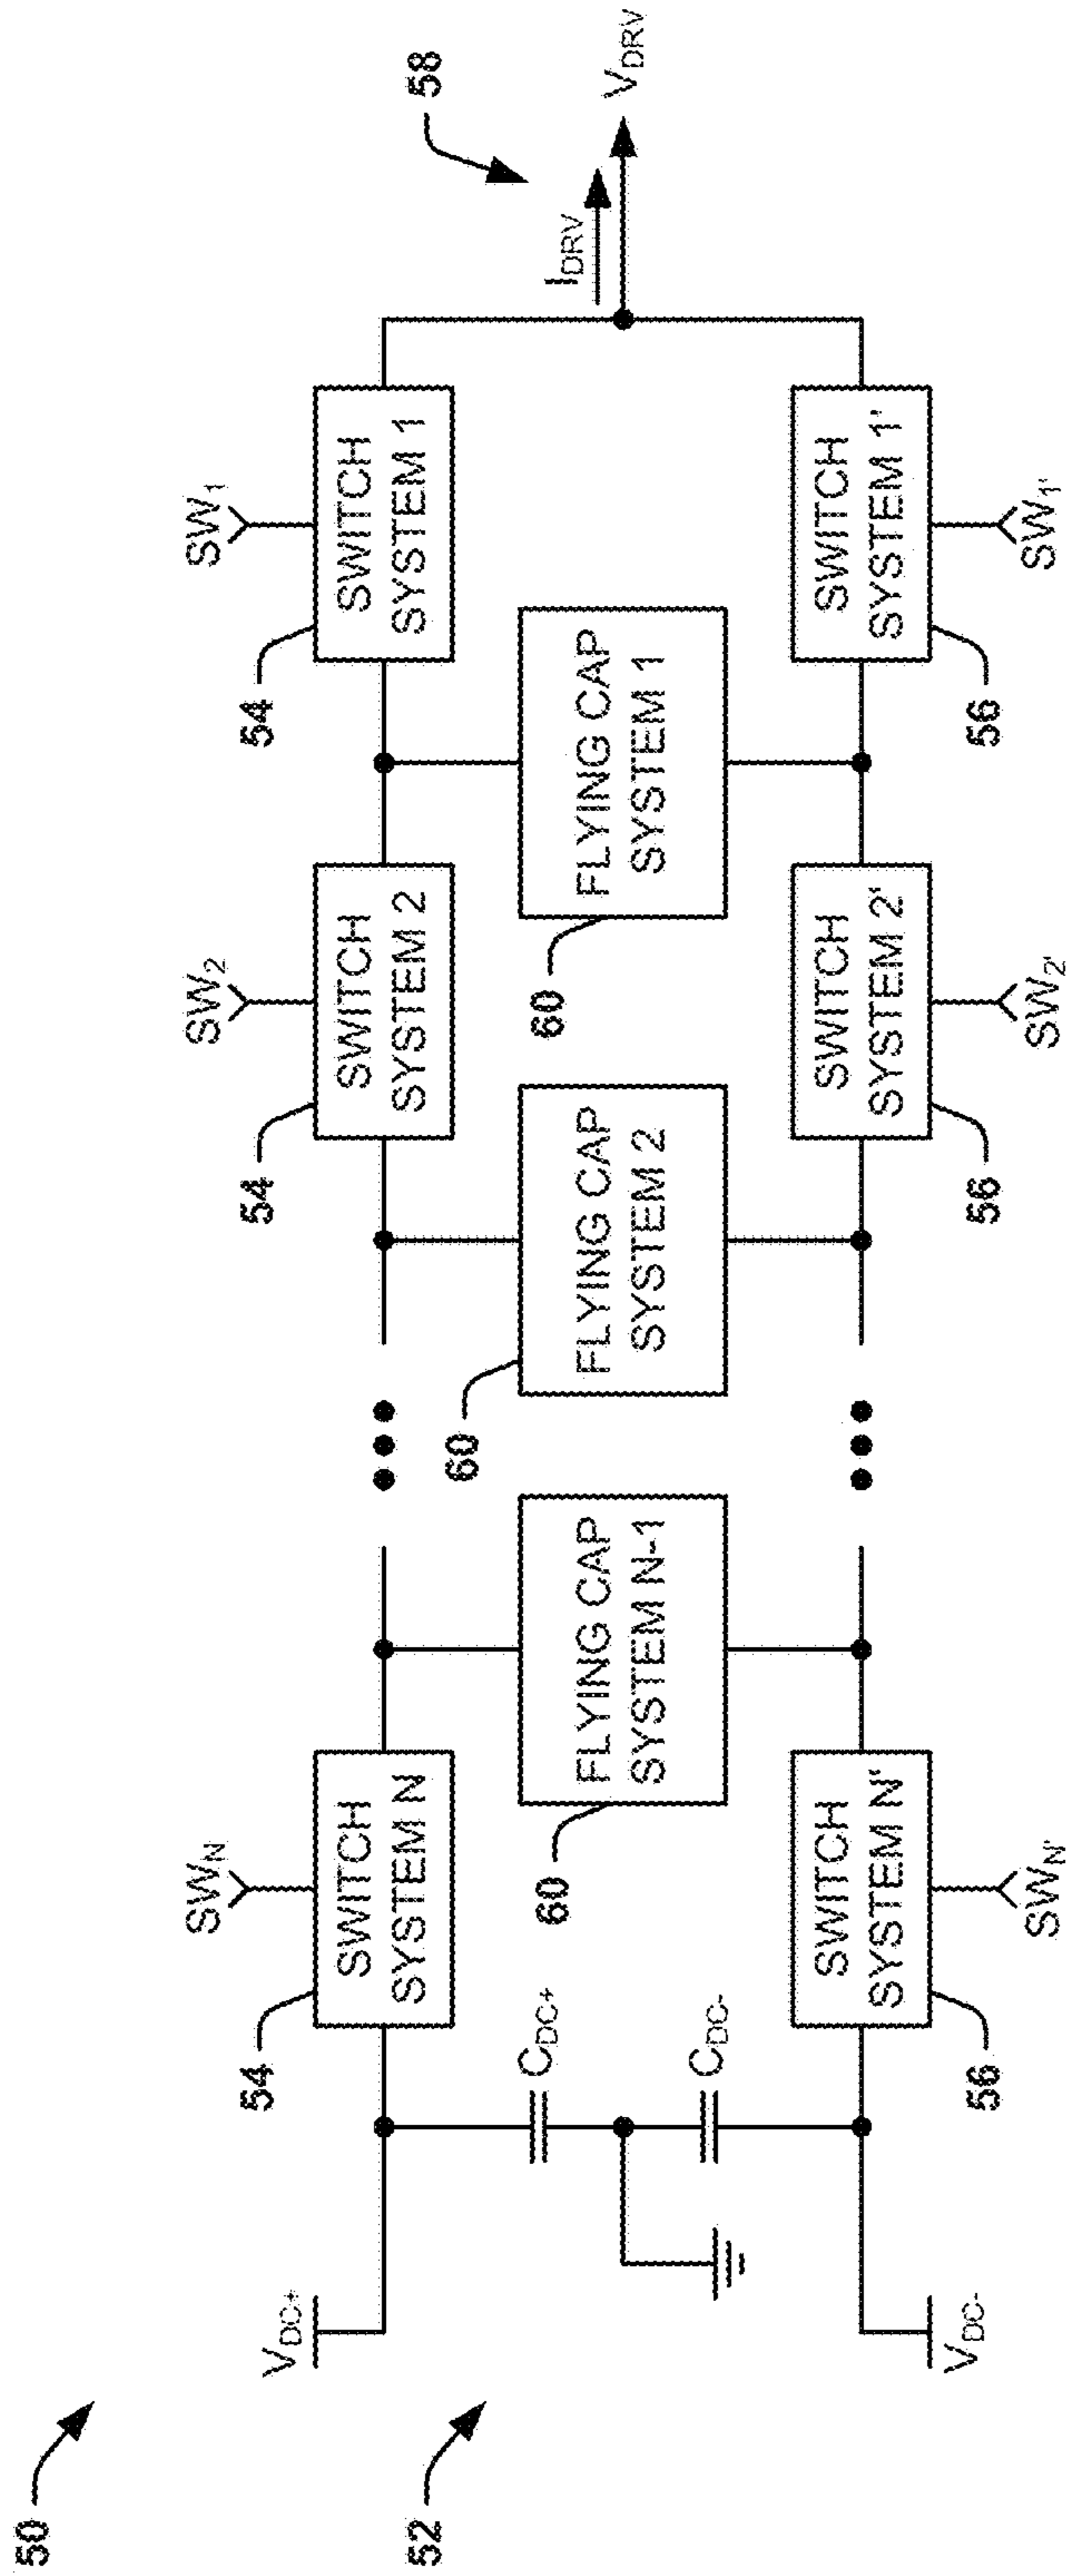 50
52
V_DC+
V_DC-
C_DC+
C_DC-
54
SW_N
SWITCH
SYSTEM N
56
SWITCH
SYSTEM N'
SW_N'
60
FLYING CAP
SYSTEM N-1
60
FLYING CAP
SYSTEM 2
54
SW_2
SWITCH
SYSTEM 2
56
SWITCH
SYSTEM 2'
SW_2'
60
FLYING CAP
SYSTEM 1
54
SW_1
SWITCH
SYSTEM 1
56
SWITCH
SYSTEM 1'
SW_1'
58
I_DRV
V_DRV